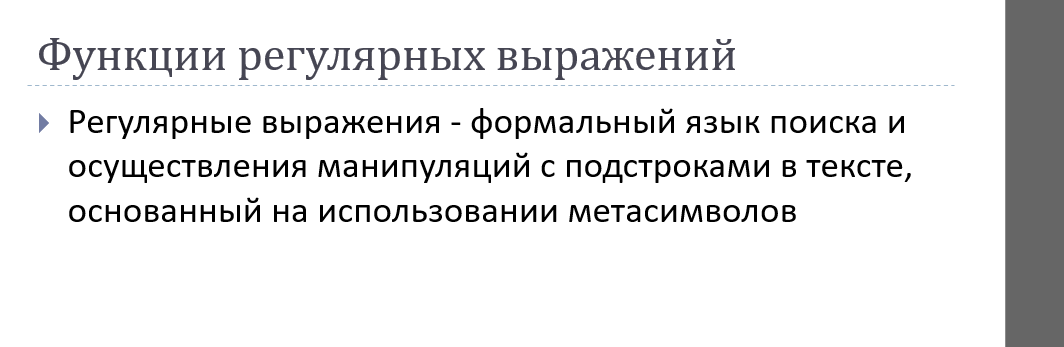 Функции регулярных выражений
Регулярные выражения - формальный язык поиска и
осуществления манипуляций с подстроками в тексте,
основанный на использовании метасимволов